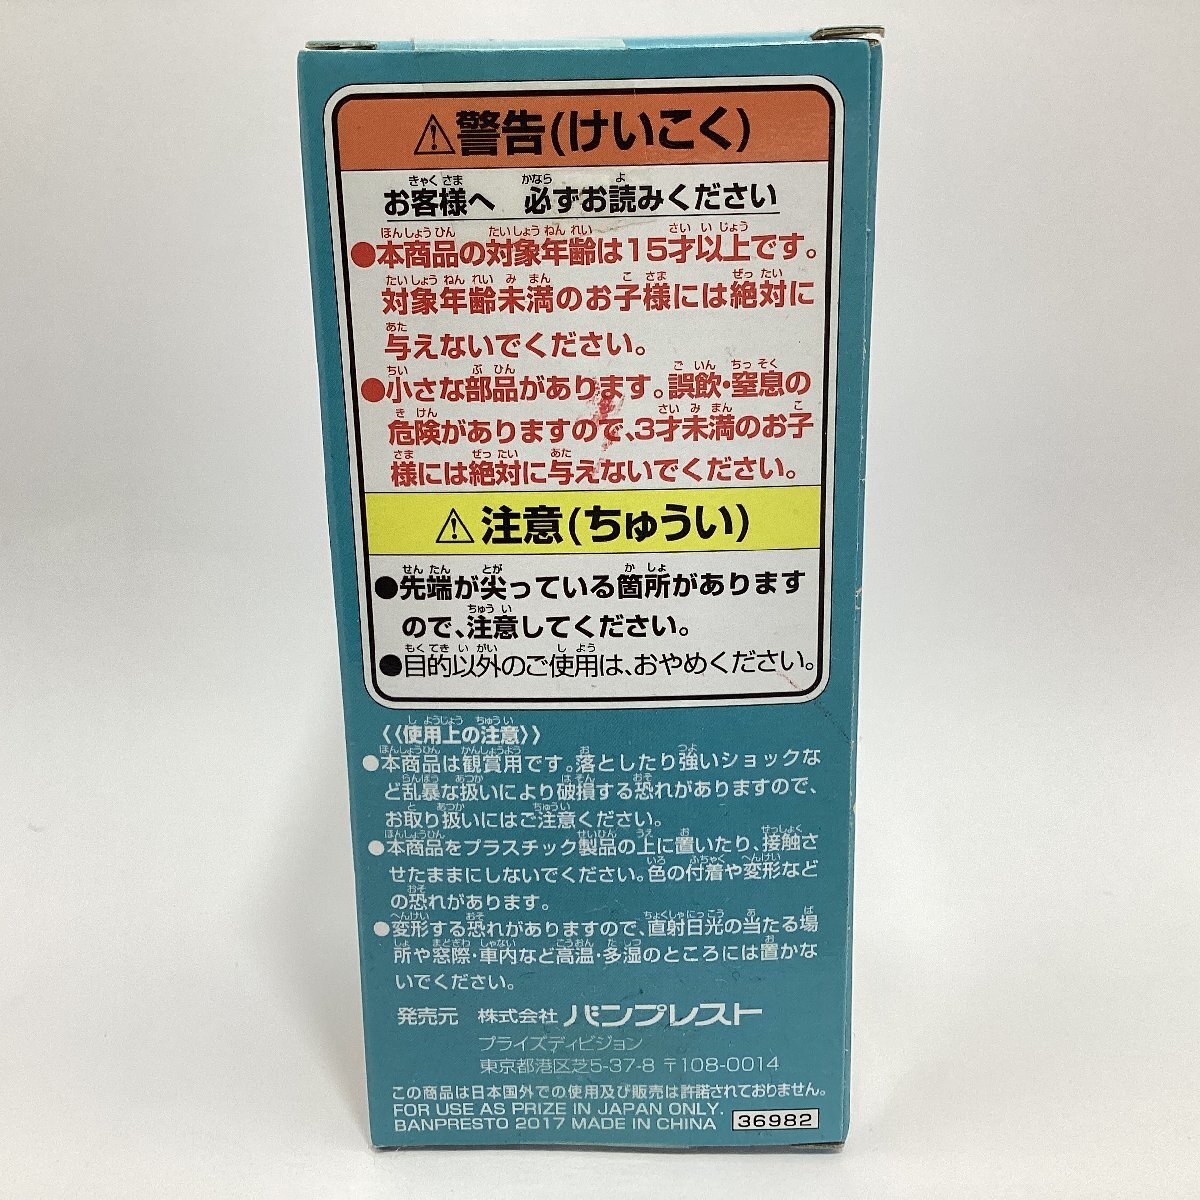 ⚠警告(けいこく)
お客様へ 必ずお読みください
●本商品の対象年齢は15才以上です。
対象年齢未満のお子様には絶対に
与えないでください。
●小さな部品があります。誤飲・窒息の
危険がありますので、3才未満のお子
様には絶対に与えないでください。
⚠注意(ちゅうい)
●先端が尖っている箇所があります
ので、注意してください。
●目的以外のご使用は、おやめください。
《使用上の注意》
●本商品は観賞用です。落としたり強いショックな
ど乱暴な扱いにより破損する恐れがありますので、
お取り扱いにはご注意ください。
●本商品をプラスチック製品の上に置いたり、接触さ
せたままにしないでください。色の付着や変形など
の恐れがあります。
●変形する恐れがありますので、直射日光の当たる場
所や窓際・車内など高温・多湿のところには置かな
いでください。
発売元 株式会社 バンプレスト
プライズディビジョン
東京都港区芝5-37-8 〒108-0014
この商品は日本国外での使用及び販売は許諾されておりません。
FOR USE AS PRIZE IN JAPAN ONLY.
BANPRESTO 2017 MADE IN CHINA 36982